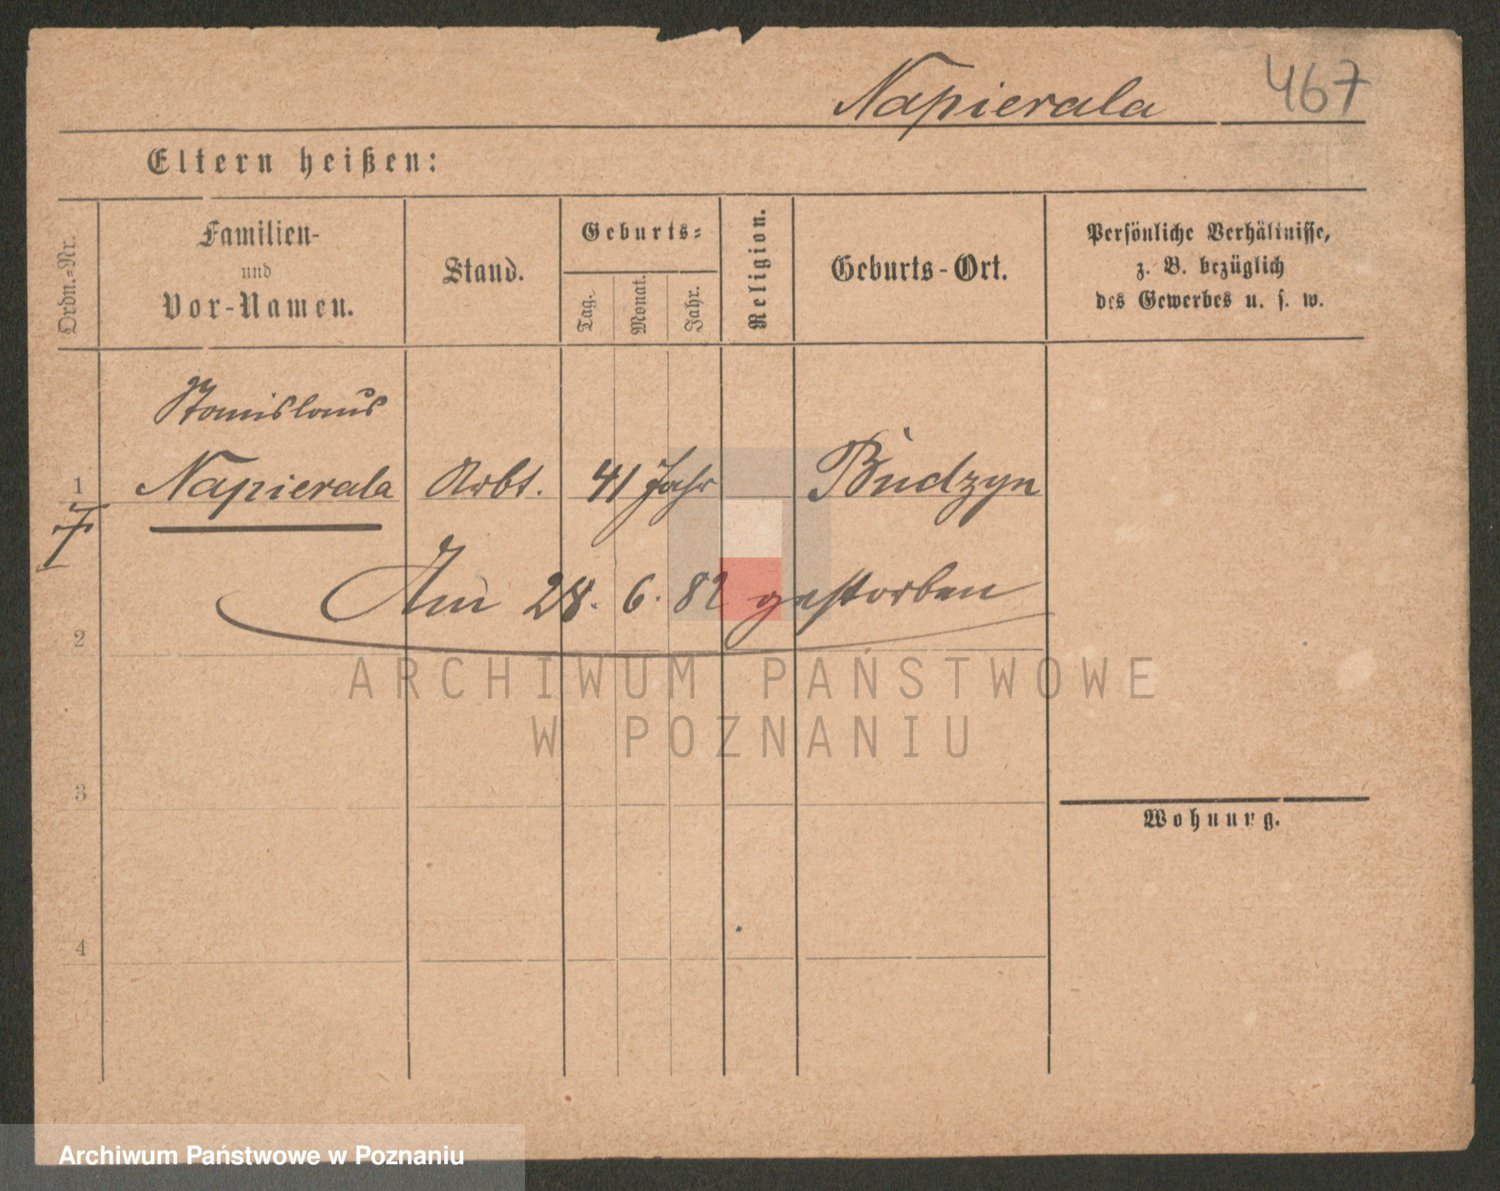 Napierala 467
Eltern heißen:
Ordn.-Nr.
Familien-
und
Vor-Namen.
Stand.
Geburts-
Tag.
Monat.
Jahr.
Religion.
Geburts-Ort.
Persönliche Verhältnisse,
z. B. bezüglich
des Gewerbes u. s. w.
Stanislaus
1 Napierala Arbt. 41 Jahr Budzyn
Am 28. 6. 82 gestorben
2
ARCHIWUM PAŃSTWOWE
W POZNANIU
3
Wohnung.
4
Archiwum Państwowe w Poznaniu